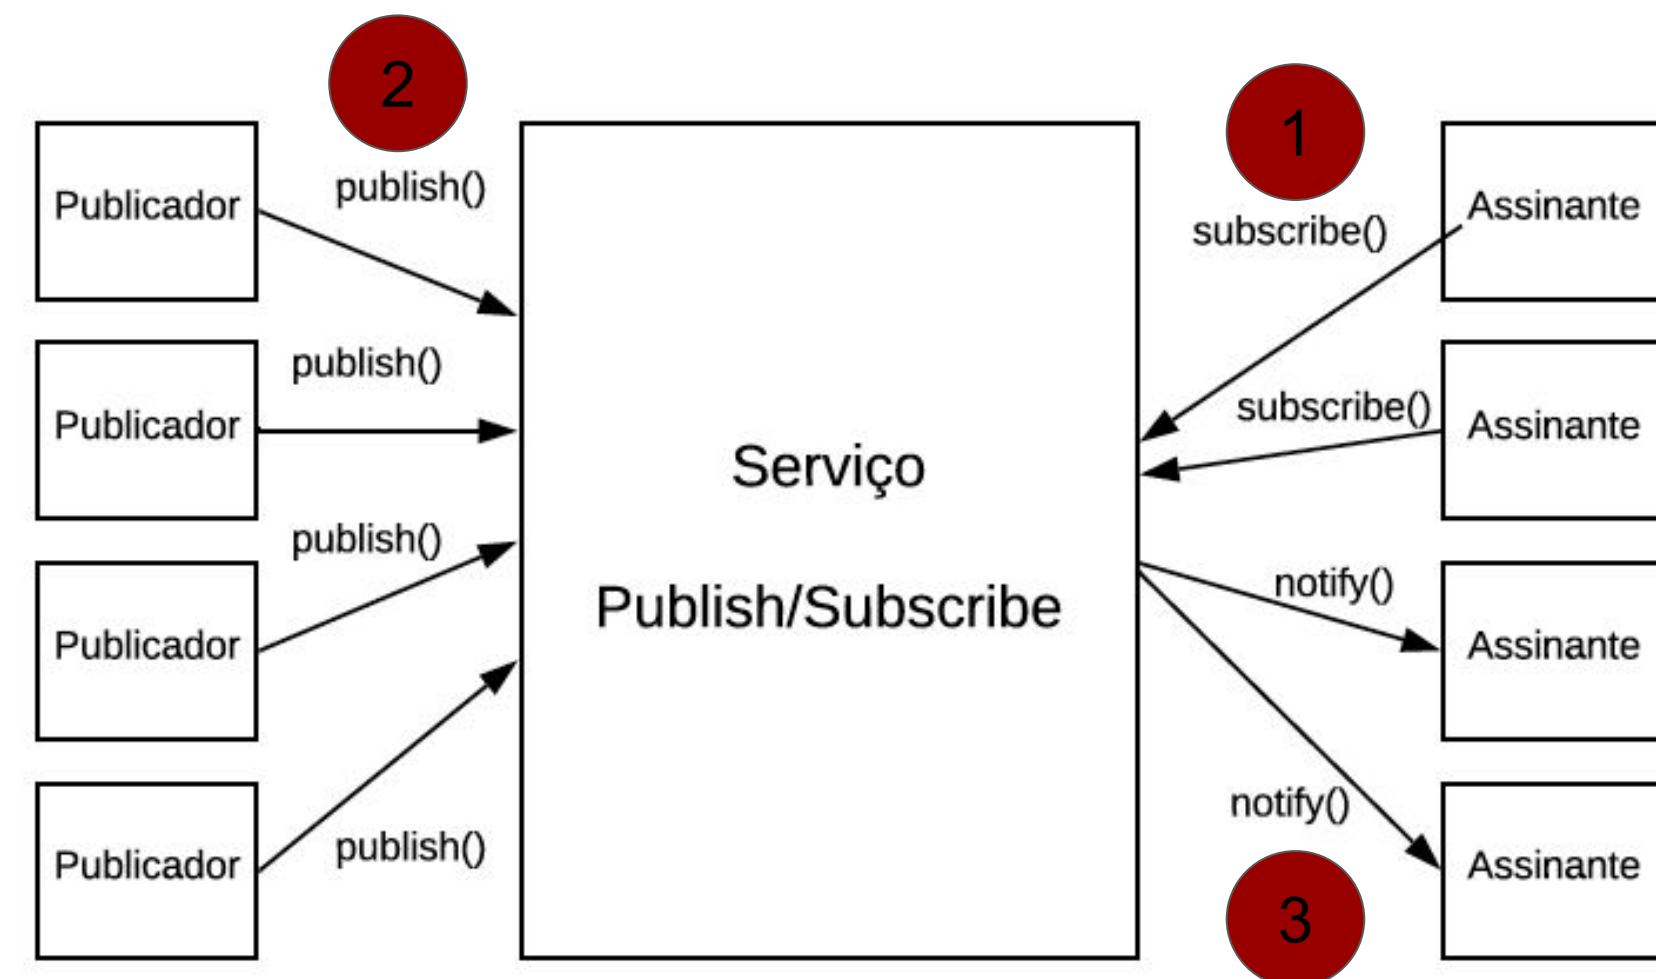 2
1
publish()
Publicador
subscribe()
Assinante
publish()
subscribe()
Publicador
Assinante
Serviço
publish()
notify()
Publish/Subscribe
Publicador
Assinante
notify()
publish()
Publicador
Assinante
3